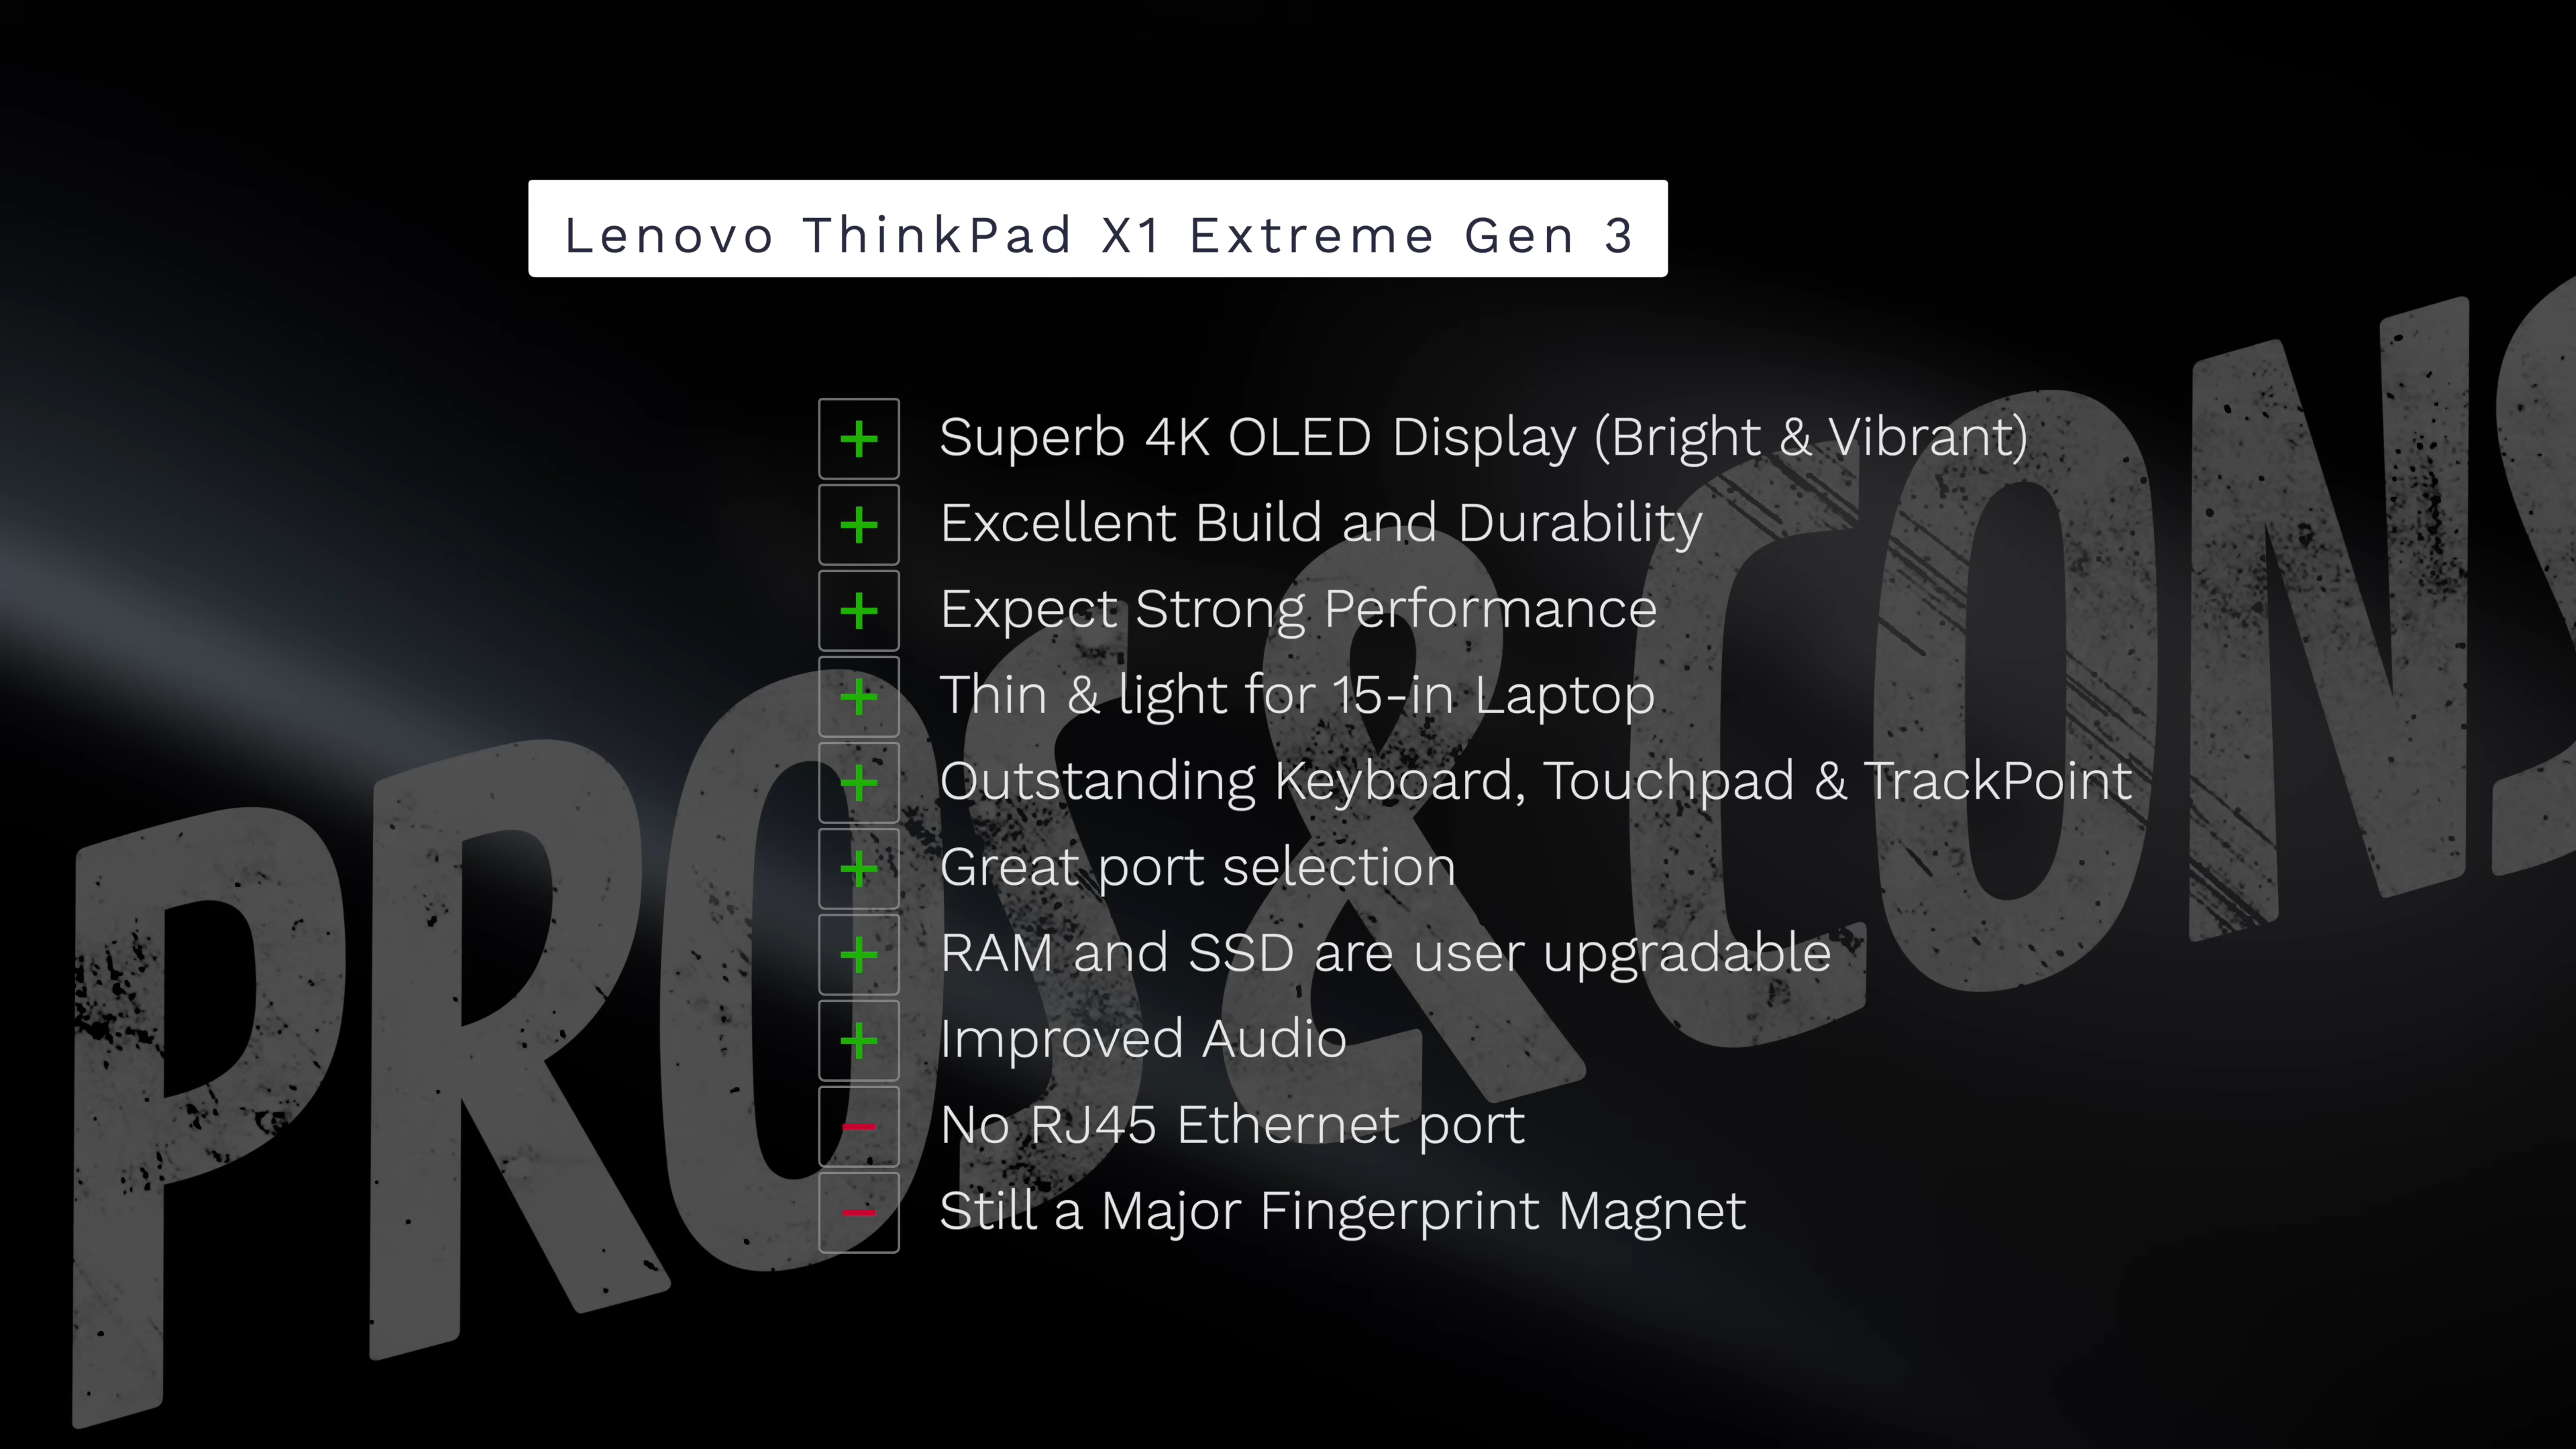 Lenovo ThinkPad X1 Extreme Gen 3
+ Superb 4K OLED Display (Bright & Vibrant)
+ Excellent Build and Durability
+ Expect Strong Performance
+ Thin & light for 15-in Laptop
+ Outstanding Keyboard, Touchpad & TrackPoint
+ Great port selection
+ RAM and SSD are user upgradable
+ Improved Audio
− No RJ45 Ethernet port
− Still a Major Fingerprint Magnet
PROS & CONS